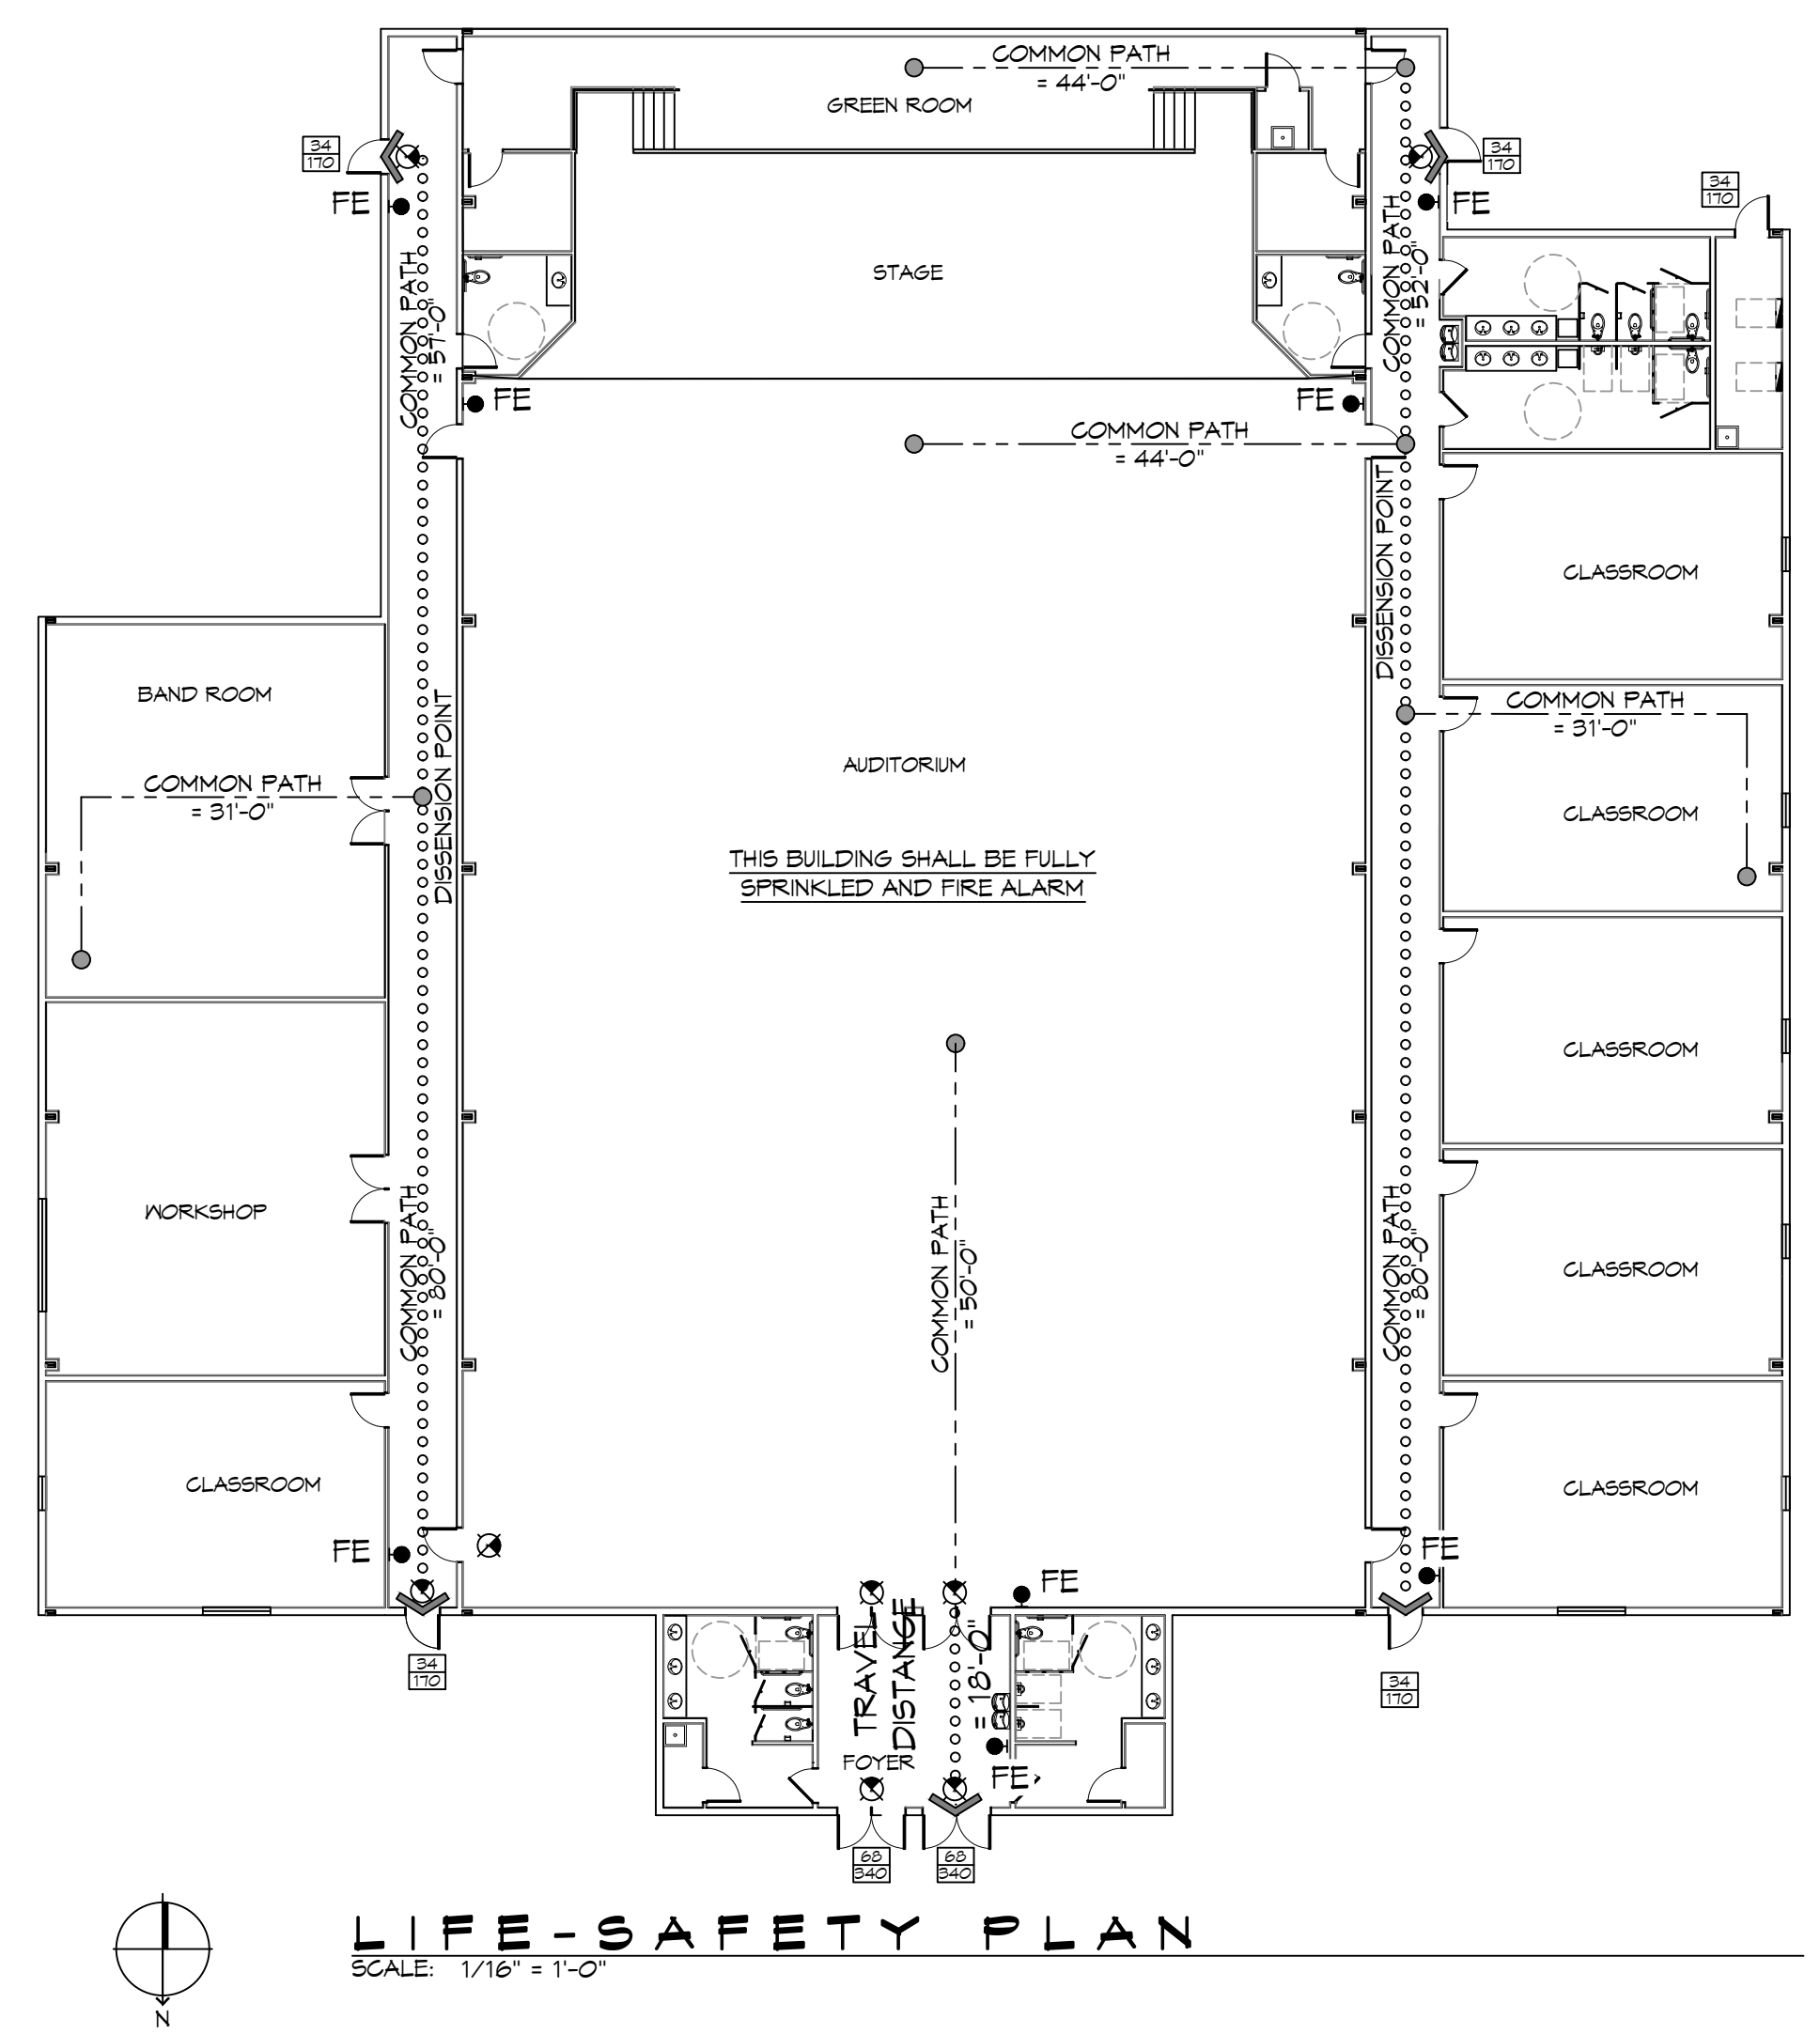 COMMON PATH
= 44'-0"
GREEN ROOM
34
170
34
170
FE
FE
34
170
COMMON PATH
= 57'-0"
STAGE
COMMON PATH
= 52'-0"
FE
FE
COMMON PATH
= 44'-0"
DISSENSION POINT
CLASSROOM
BAND ROOM
DISSENSION POINT
COMMON PATH
= 31'-0"
AUDITORIUM
COMMON PATH
= 31'-0"
CLASSROOM
THIS BUILDING SHALL BE FULLY
SPRINKLED AND FIRE ALARM
CLASSROOM
WORKSHOP
COMMON PATH
= 80'-0"
COMMON PATH
= 50'-0"
COMMON PATH
= 80'-0"
CLASSROOM
CLASSROOM
CLASSROOM
FE
FE
FE
34
170
TRAVEL
DISTANGE
= 18'-0"
34
170
FOYER
FE
68
340
68
340
LIFE-SAFETY PLAN
SCALE: 1/16" = 1'-0"
N